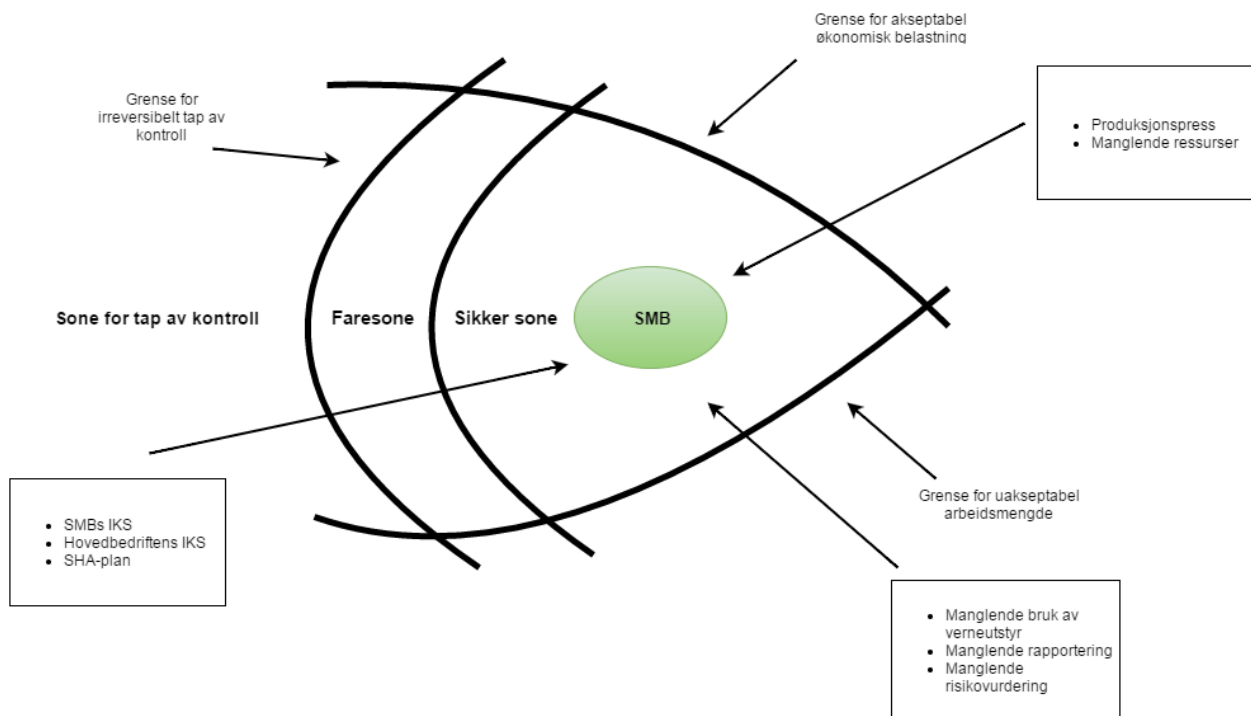 Grense for akseptabel
økonomisk belastning
Grense for
irreversibelt tap av
kontroll
• Produksjonspress
• Manglende ressurser
Sone for tap av kontroll
Faresone
Sikker sone
SMB
• SMBs IKS
• Hovedbedriftens IKS
• SHA-plan
Grense for uakseptabel
arbeidsmengde
• Manglende bruk av
verneutstyr
• Manglende rapportering
• Manglende
risikovurdering